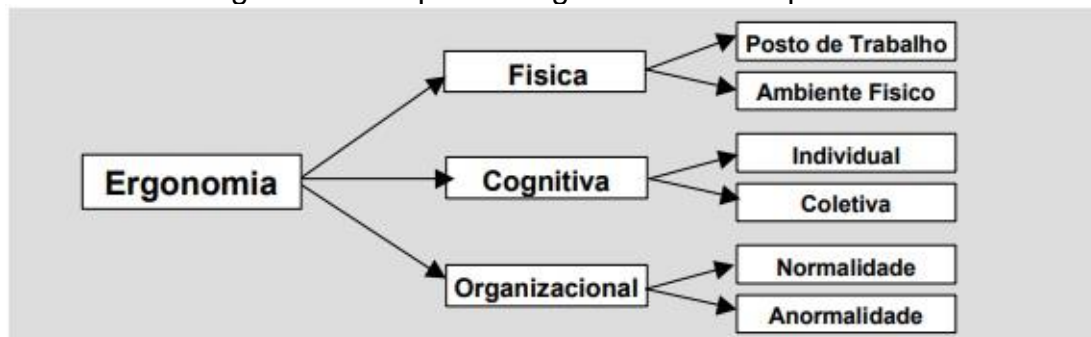 Posto de Trabalho
Fisica
Ambiente Fisico
Individual
Ergonomia
Cognitiva
Coletiva
Normalidade
Organizacional
Anormalidade